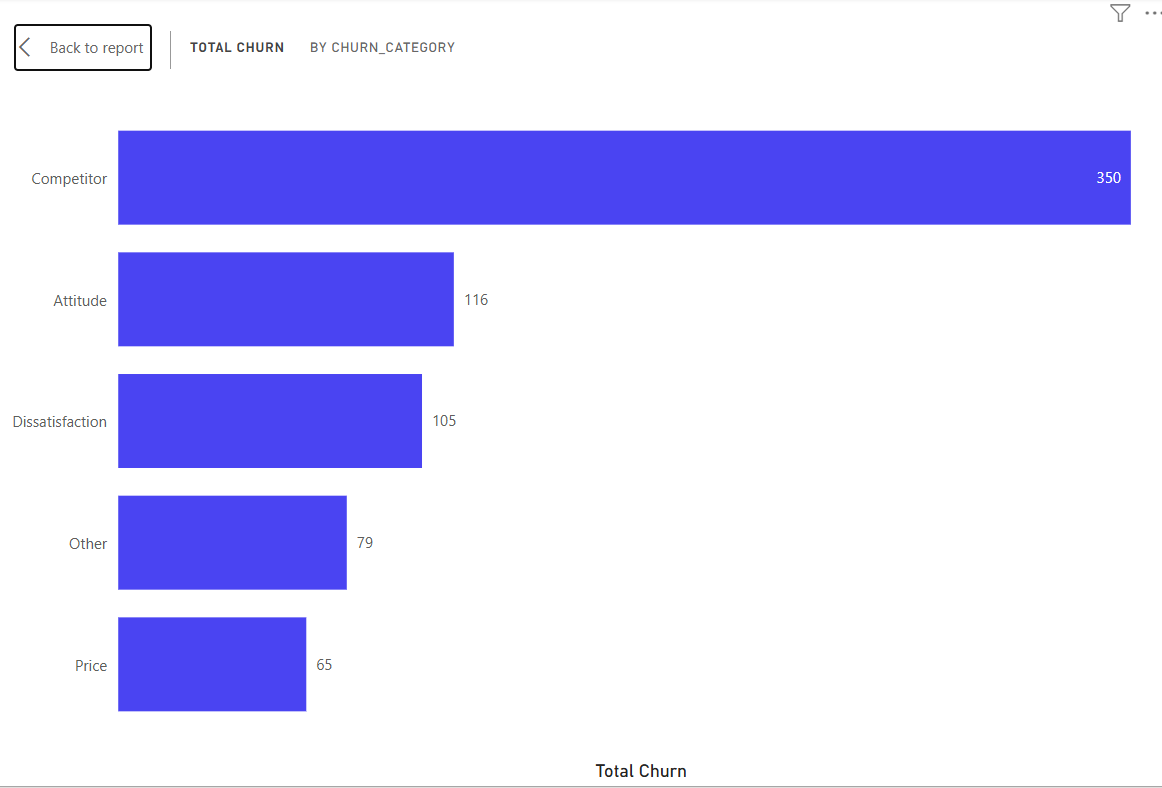 Back to report
TOTAL CHURN BY CHURN_CATEGORY
Competitor 350
Attitude 116
Dissatisfaction 105
Other 79
Price 65
Total Churn